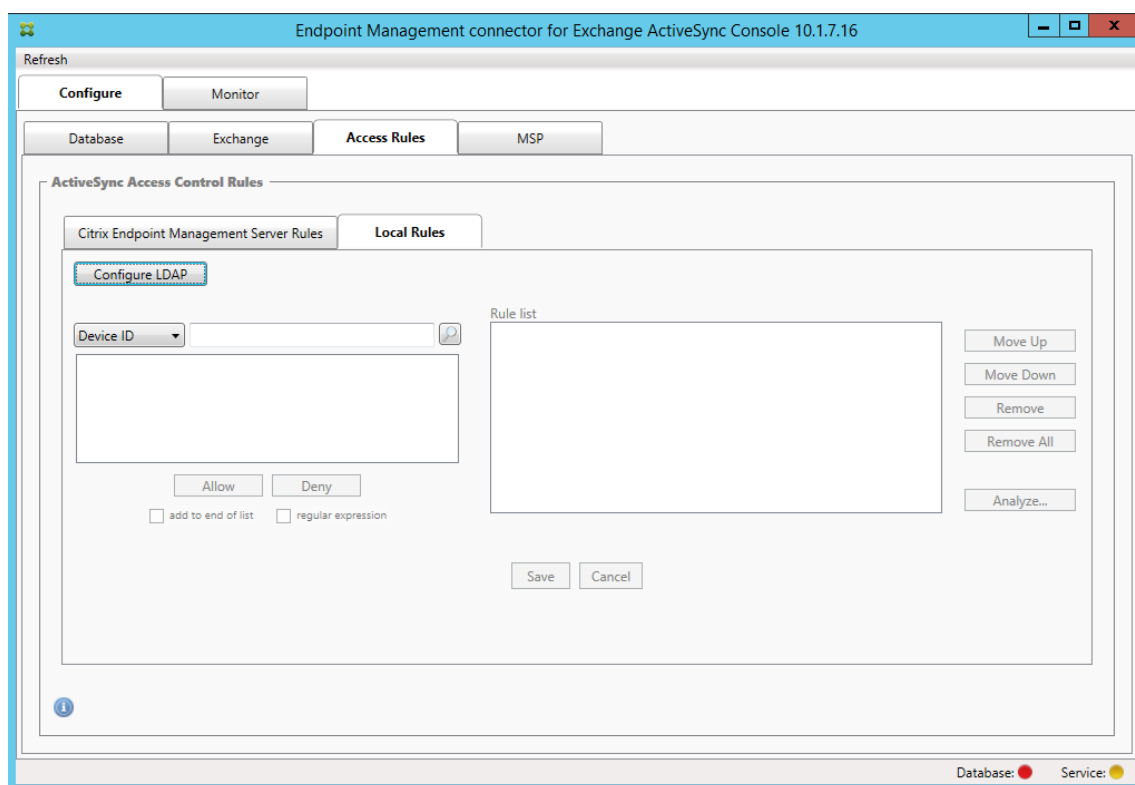 Endpoint Management connector for Exchange ActiveSync Console 10.1.7.16
Refresh
Configure Monitor
Database Exchange Access Rules MSP
ActiveSync Access Control Rules
Citrix Endpoint Management Server Rules Local Rules
Configure LDAP
Rule list
Device ID
Move Up
Move Down
Remove
Remove All
Allow Deny
Analyze...
add to end of list regular expression
Save Cancel
Database: Service: